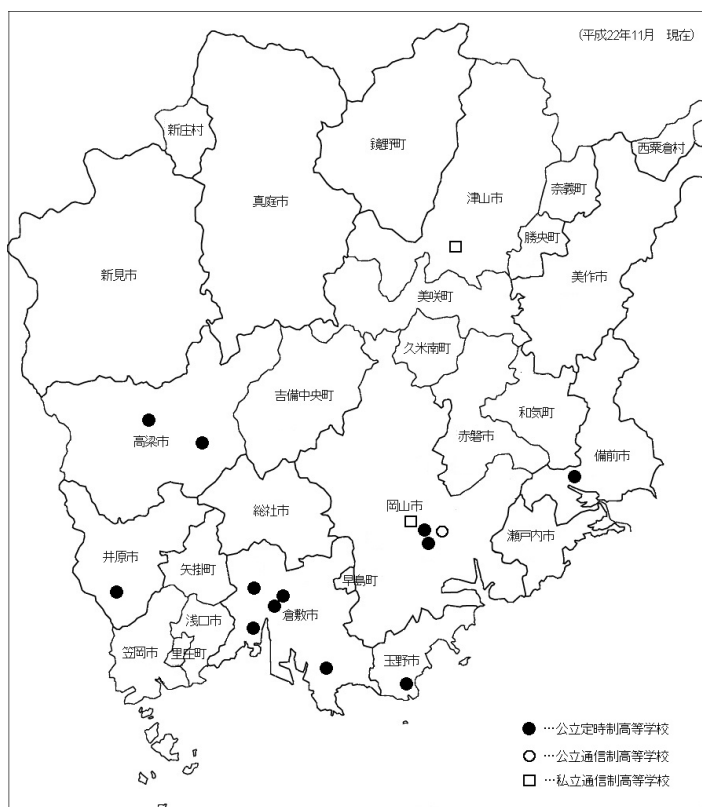 (平成22年11月 現在)
新庄村
鏡野町
西粟倉村
真庭市
津山市
奈義町
勝央町
新見市
美作市
美咲町
久米南町
吉備中央町
和気町
高梁市
赤磐市
備前市
総社市
岡山市
瀬戸内市
井原市
矢掛町
早島町
浅口市
倉敷市
笠岡市
里庄町
玉野市
…公立定時制高等学校
…公立通信制高等学校
…私立通信制高等学校